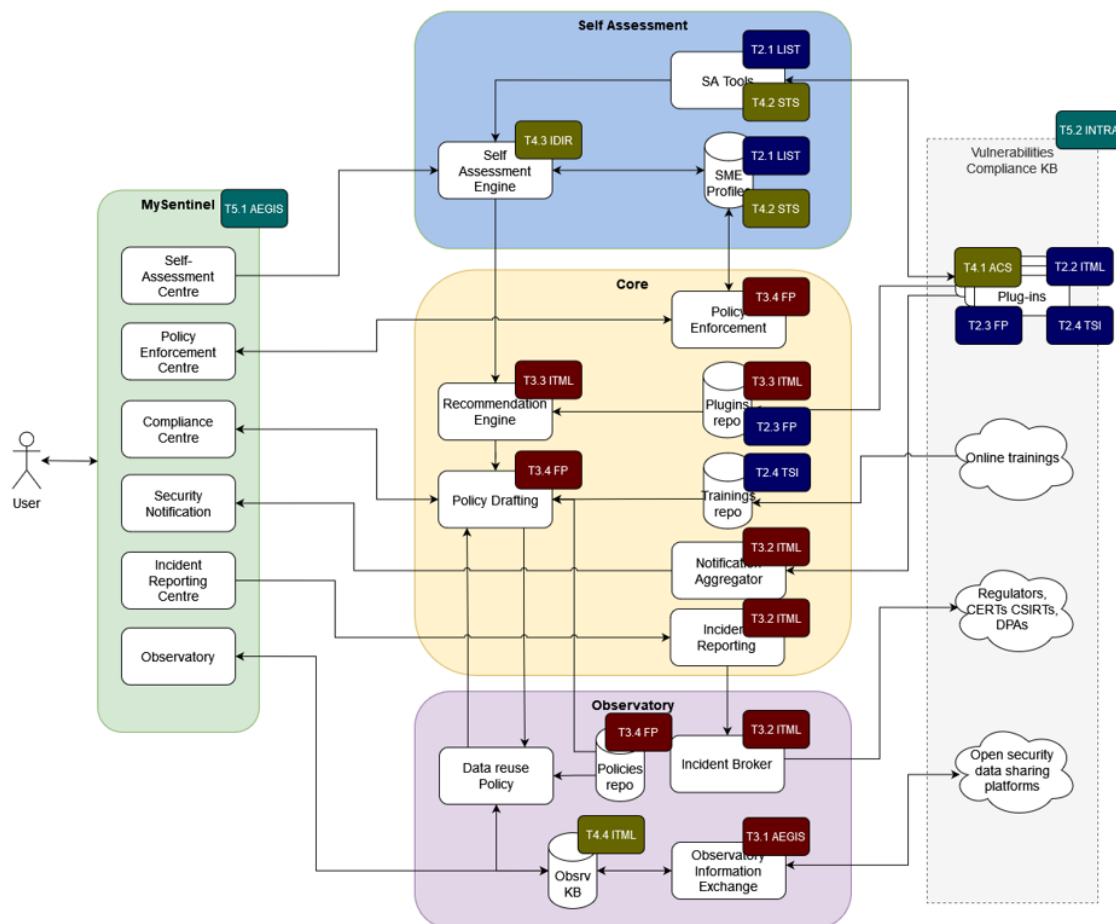 Self Assessment
T2.1 LIST
SA Tools
T4.2 STS
T4.3 IDIR
Self
Assessment
Engine
T2.1 LIST
SME
Profiles
T4.2 STS
T5.2 INTRA
Vulnerabilities
Compliance KB
MySentinel
T5.1 AEGIS
Self-
Assessment
Centre
Policy
Enforcement Centre
Compliance
Centre
Security
Notification
Incident
Reporting
Centre
Observatory
User
Core
T3.4 FP
Policy
Enforcement
T3.3 ITML
Recommendation
Engine
T3.3 ITML
Plugins
repo
T2.3 FP
T3.4 FP
Policy Drafting
T2.4 TSI
Trainings
repo
T3.2 ITML
Notification
Aggregator
T3.2 ITML
Incident
Reporting
T4.1 ACS
T2.2 ITML
Plug-ins
T2.3 FP
T2.4 TSI
Online trainings
Regulators,
CERTs CSIRTs,
DPAs
Open security
data sharing
platforms
Observatory
T3.4 FP
Policies
repo
Data reuse
Policy
T3.2 ITML
Incident Broker
T4.4 ITML
Obsrv
KB
T3.1 AEGIS
Observatory
Information
Exchange